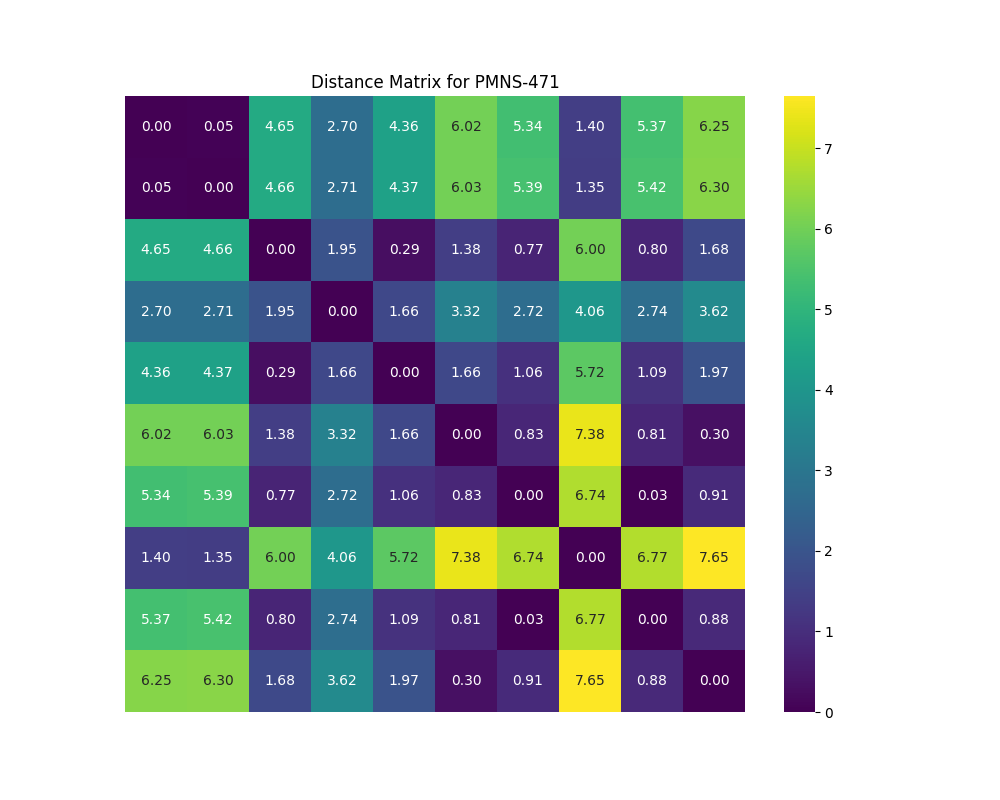 Distance Matrix for PMNS-471
0.00 0.05 4.65 2.70 4.36 6.02 5.34 1.40 5.37 6.25
0.05 0.00 4.66 2.71 4.37 6.03 5.39 1.35 5.42 6.30
4.65 4.66 0.00 1.95 0.29 1.38 0.77 6.00 0.80 1.68
2.70 2.71 1.95 0.00 1.66 3.32 2.72 4.06 2.74 3.62
4.36 4.37 0.29 1.66 0.00 1.66 1.06 5.72 1.09 1.97
6.02 6.03 1.38 3.32 1.66 0.00 0.83 7.38 0.81 0.30
5.34 5.39 0.77 2.72 1.06 0.83 0.00 6.74 0.03 0.91
1.40 1.35 6.00 4.06 5.72 7.38 6.74 0.00 6.77 7.65
5.37 5.42 0.80 2.74 1.09 0.81 0.03 6.77 0.00 0.88
6.25 6.30 1.68 3.62 1.97 0.30 0.91 7.65 0.88 0.00
7
6
5
4
3
2
1
0